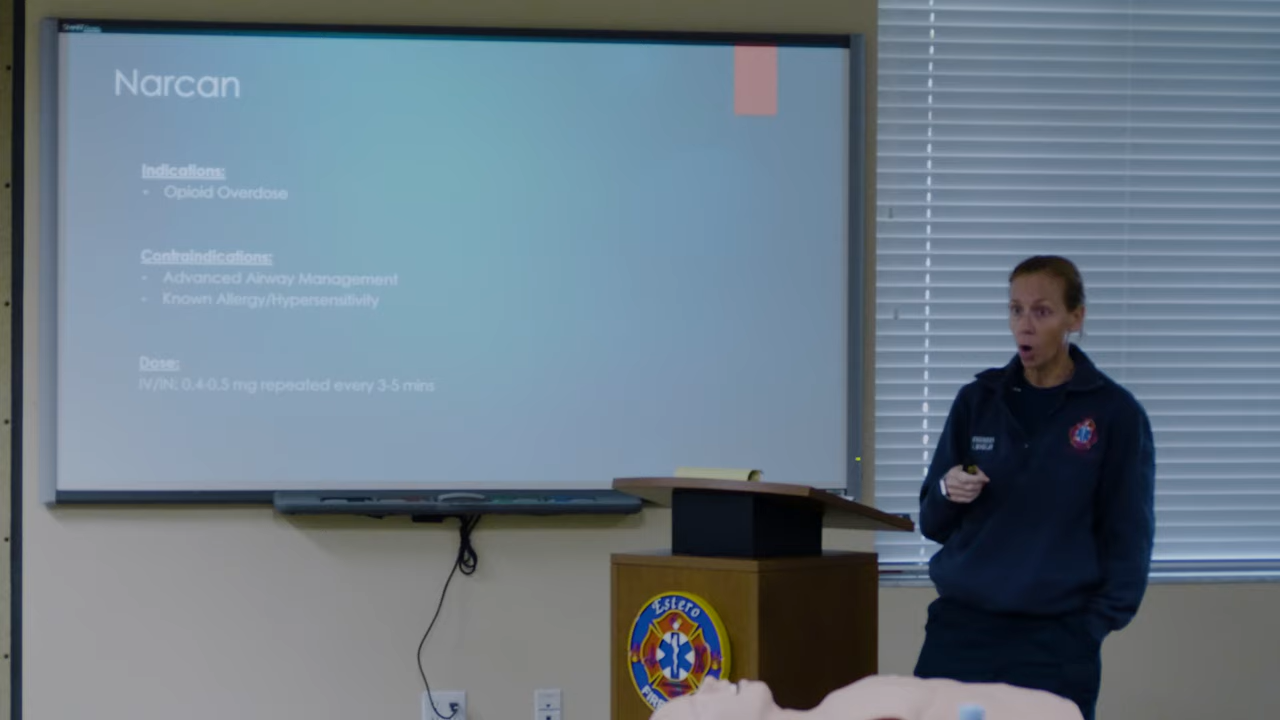 Narcan
Indications:
- Opioid Overdose
Contraindications:
- Advanced Airway Management
- Known Allergy/Hypersensitivity
Dose:
IV/IN: 0.4-0.5 mg repeated every 3-5 mins
Estero
FIRE